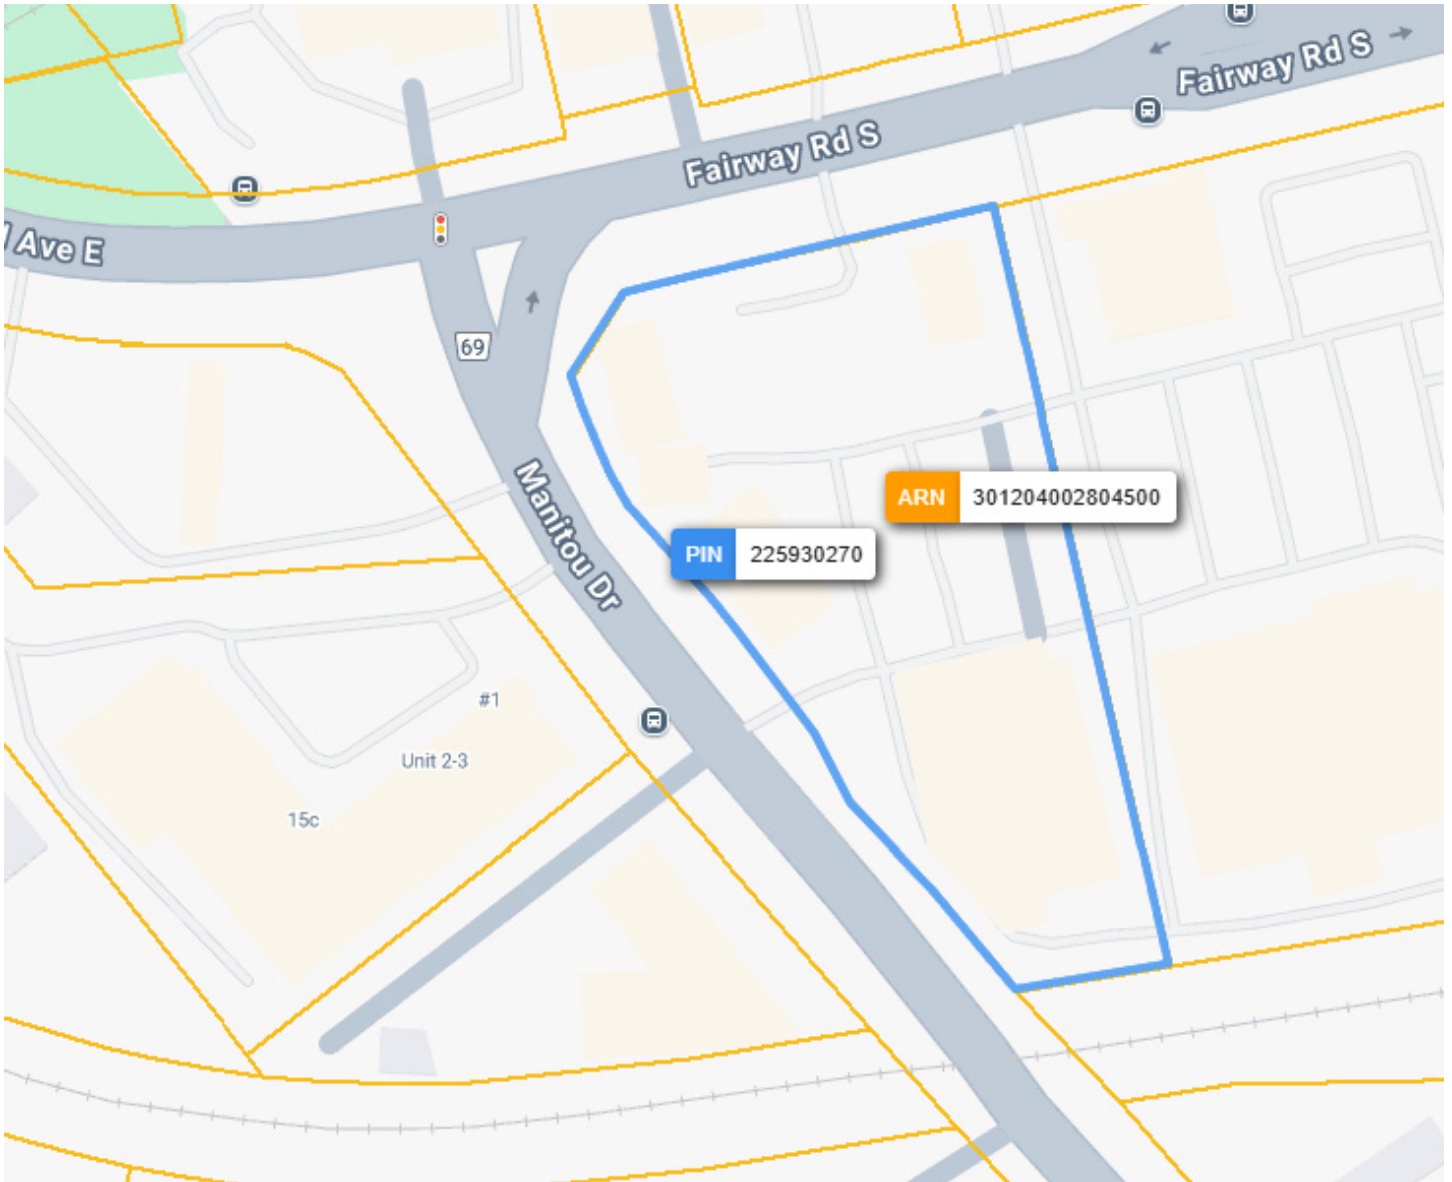 Fairway Rd S
Fairway Rd S
Ave E
69
Manitou Dr
ARN 301204002804500
PIN 225930270
#1
Unit 2-3
15c